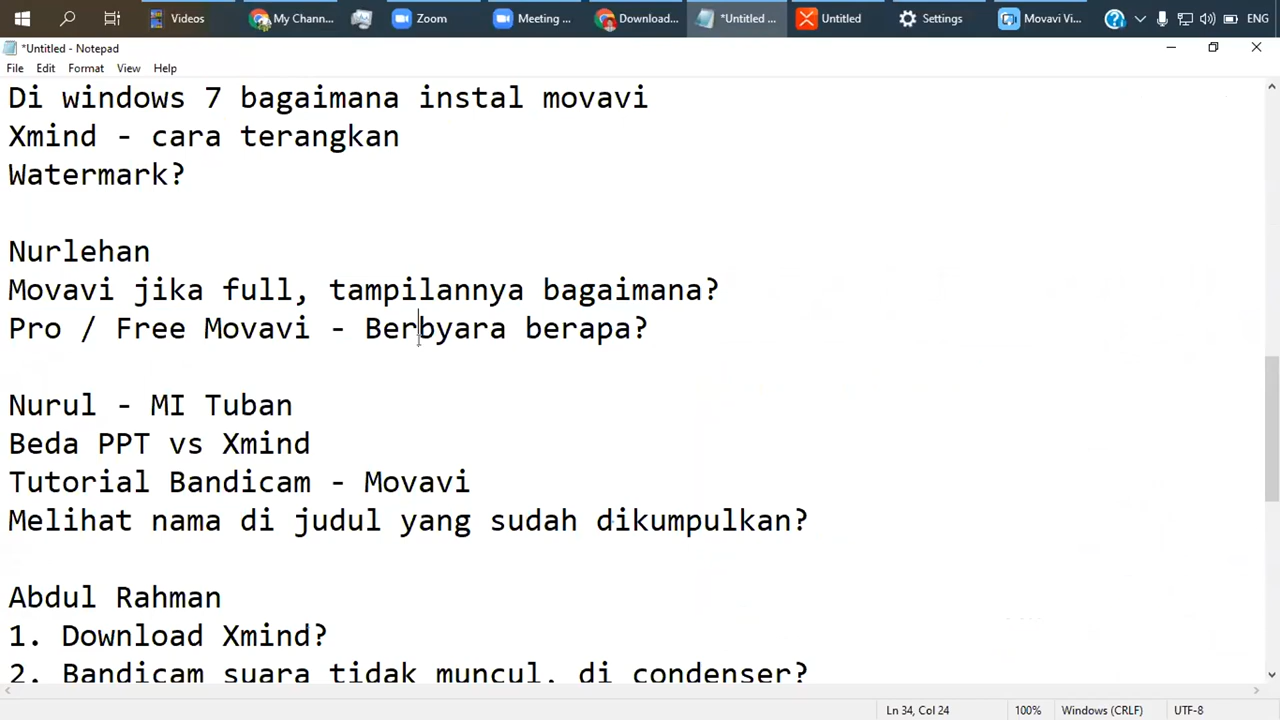 Videos
My Chann...
Zoom
Meeting ...
Download...
*Untitled ...
Untitled
Settings
Movavi Vi...
ENG
*Untitled - Notepad
File Edit Format View Help
Di windows 7 bagaimana instal movavi
Xmind - cara terangkan
Watermark?
Nurlehan
Movavi jika full, tampilannya bagaimana?
Pro / Free Movavi - Berbyara berapa?
Nurul - MI Tuban
Beda PPT vs Xmind
Tutorial Bandicam - Movavi
Melihat nama di judul yang sudah dikumpulkan?
Abdul Rahman
1. Download Xmind?
2. Bandicam suara tidak muncul. di condenser?
Ln 34, Col 24
100%
Windows (CRLF)
UTF-8